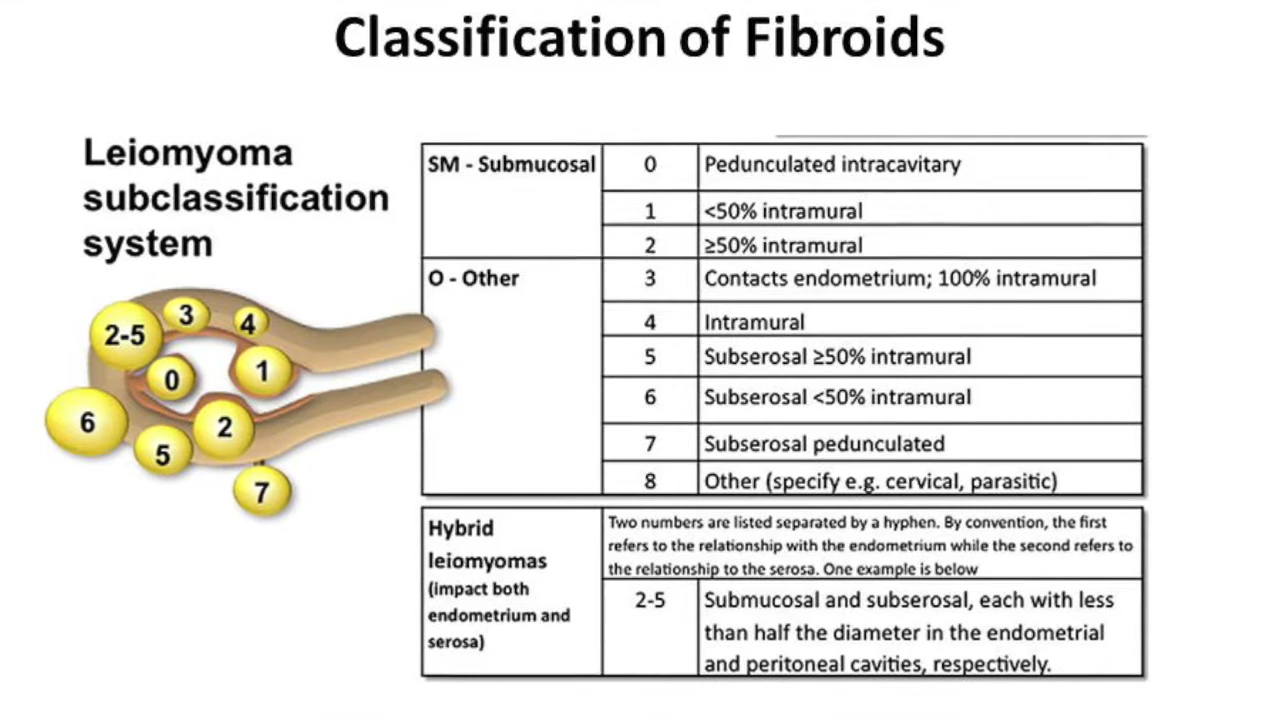 Classification of Fibroids
Leiomyoma
subclassification
system
2-5
3
4
0
1
6
5
2
7
SM - Submucosal
0
Pedunculated intracavitary
1
<50% intramural
2
≥50% intramural
O - Other
3
Contacts endometrium; 100% intramural
4
Intramural
5
Subserosal ≥50% intramural
6
Subserosal <50% intramural
7
Subserosal pedunculated
8
Other (specify e.g. cervical, parasitic)
Hybrid
leiomyomas
(impact both
endometrium and
serosa)
Two numbers are listed separated by a hyphen. By convention, the first
refers to the relationship with the endometrium while the second refers to
the relationship to the serosa. One example is below
2-5
Submucosal and subserosal, each with less
than half the diameter in the endometrial
and peritoneal cavities, respectively.